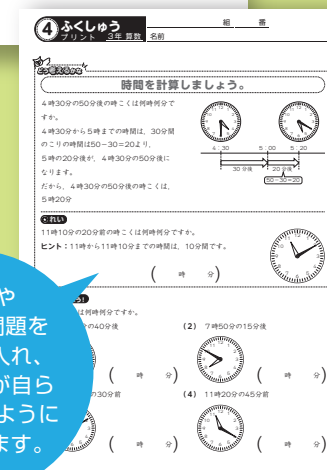 ④ ふくしゅう
プリント 3年 算数
組 番
名前
どう考えるかな
時間を計算しましょう。
4時30分の50分後の時こくは何時何分で
すか。
4時30分から5時までの時間は、30分間
のこりの時間は50－30＝20より、
5時の20分後が、4時30分の50分後に
なります。
だから、4時30分の50分後の時こくは、
5時20分
4：30 5：00 5：20
30分後 20分後
50－30＝20
れい
11時10分の20分前の時こくは何時何分ですか。
ヒント：11時から11時10分までの時間は、10分間です。
( 時 分)
う!
は何時何分ですか。
の40分後
(2) 7時50分の15分後
( 時 分) ( 時 分)
の30分前
(4) 11時20分の45分前
( 時 分) ( 時 分)
や
問題を
入れ、
が自ら
ように
ます。